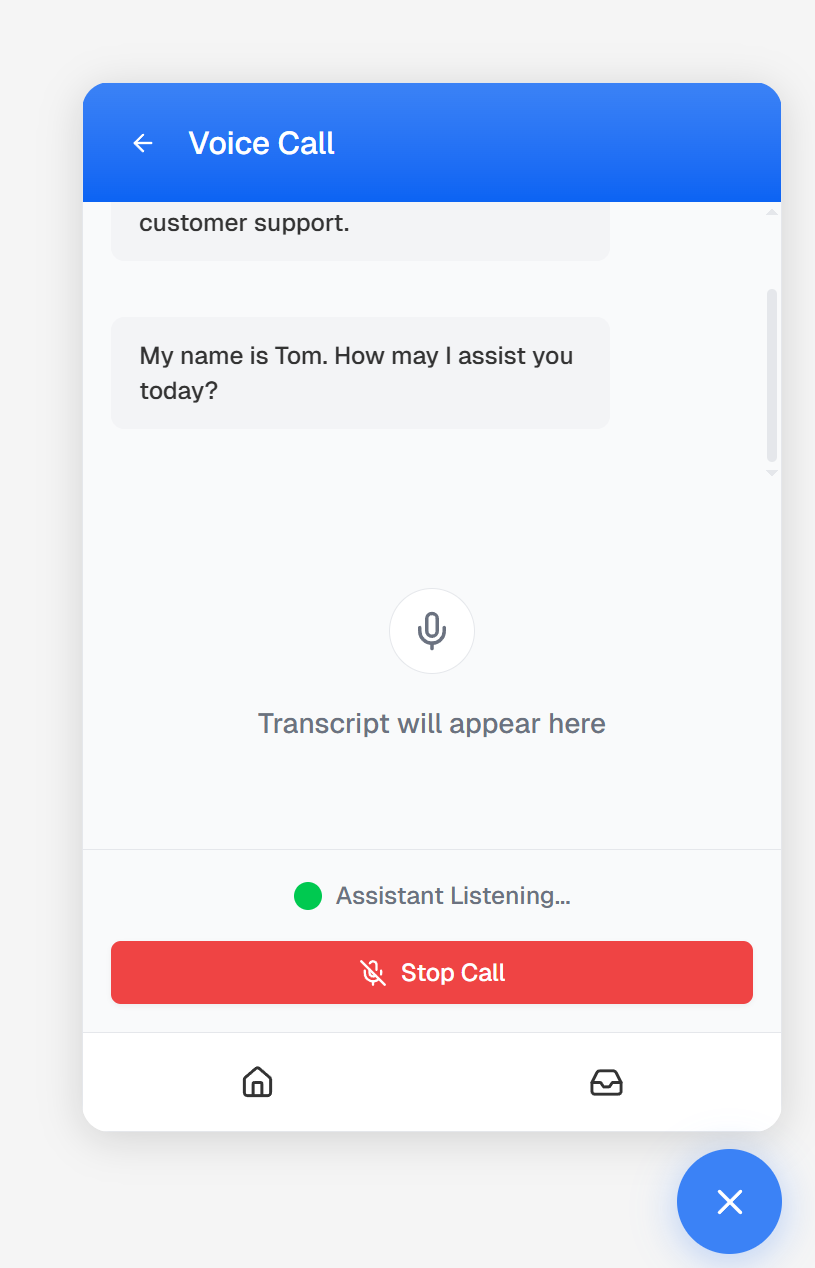 Voice Call
customer support.
My name is Tom. How may I assist you
today?
Transcript will appear here
Assistant Listening...
Stop Call